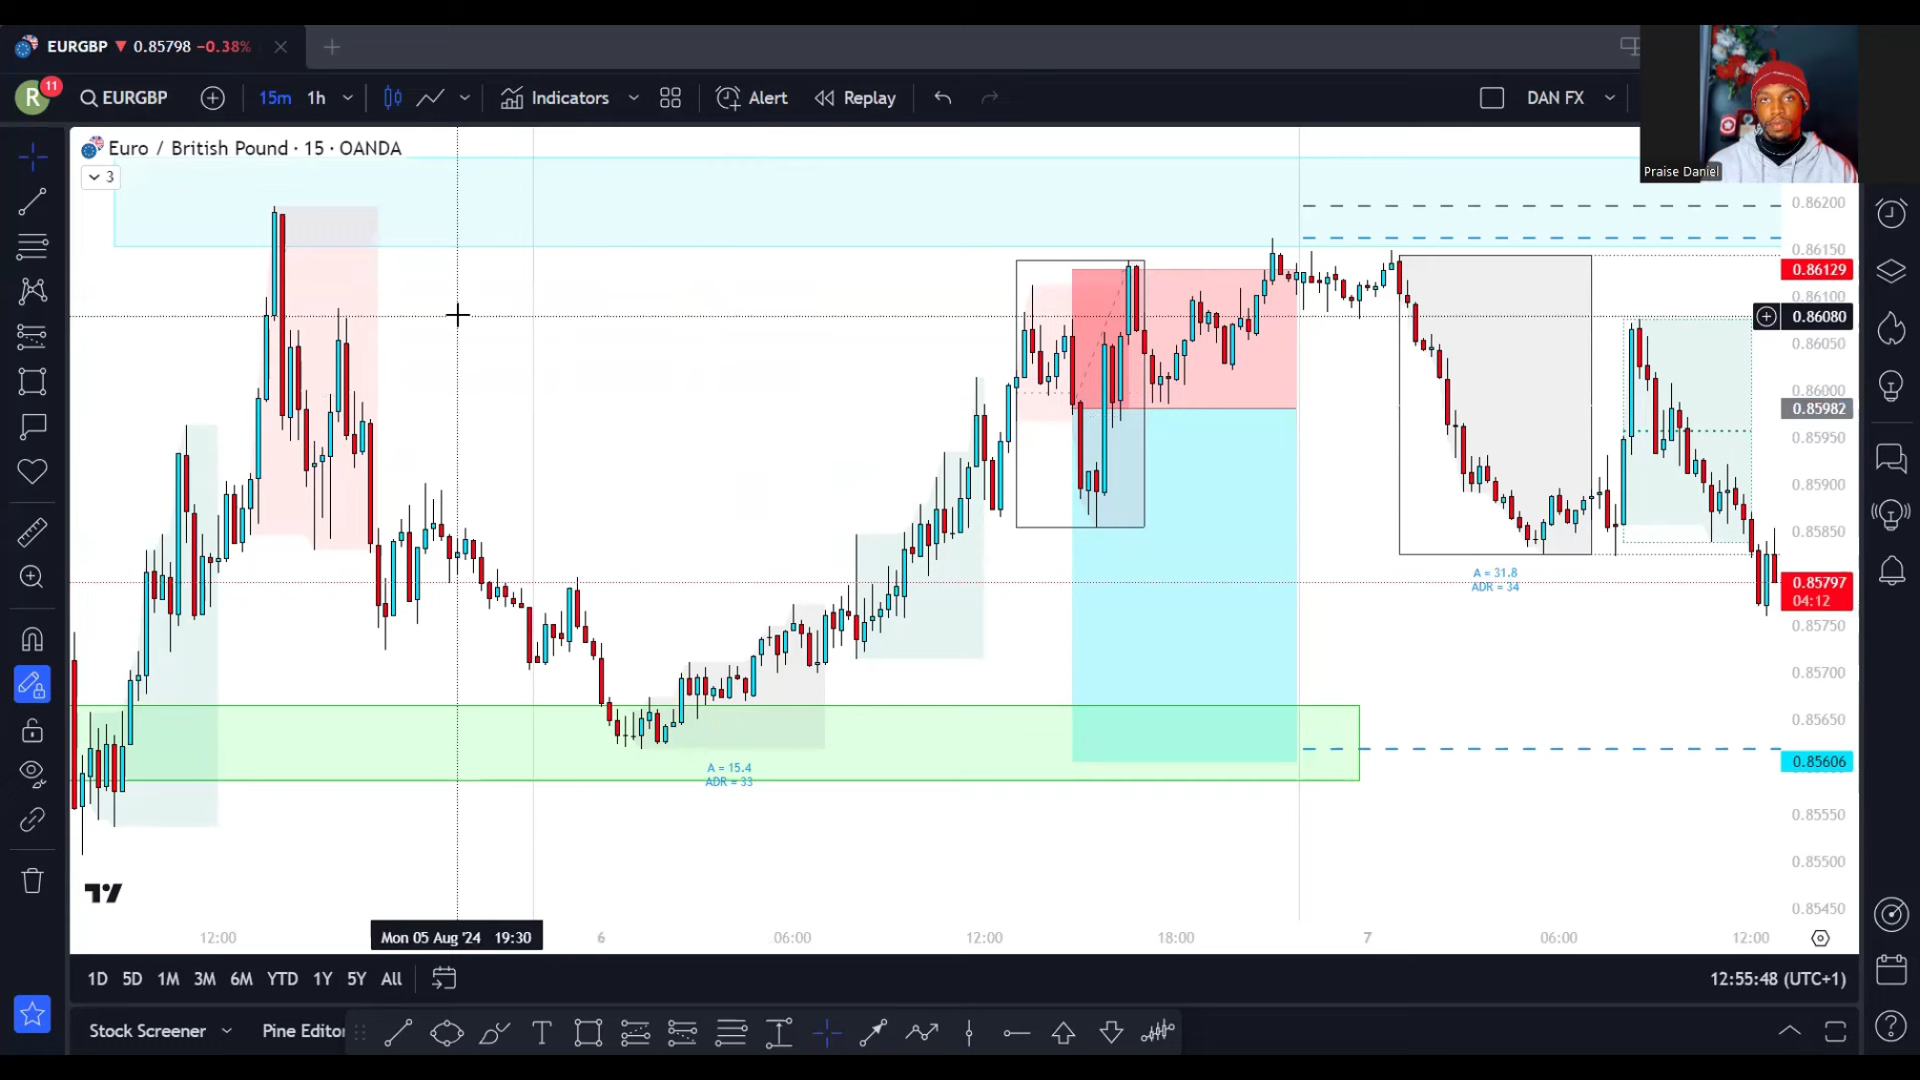 EURGBP 0.85798 −0.38%
R 11 EURGBP 15m 1h Indicators Alert Replay DAN FX
Praise Daniel
Euro / British Pound · 15 · OANDA
3
0.86200
0.86150
0.86129
0.86100
0.86080
0.86050
0.86000
0.85982
0.85950
0.85900
0.85850
0.85797
04:12
0.85750
0.85700
0.85650
0.85606
0.85550
0.85500
0.85450
A = 31.8
ADR = 34
A = 15.4
ADR = 33
12:00 Mon 05 Aug '24 19:30 6 06:00 12:00 18:00 7 06:00 12:00
1D 5D 1M 3M 6M YTD 1Y 5Y All 12:55:48 (UTC+1)
Stock Screener Pine Editor